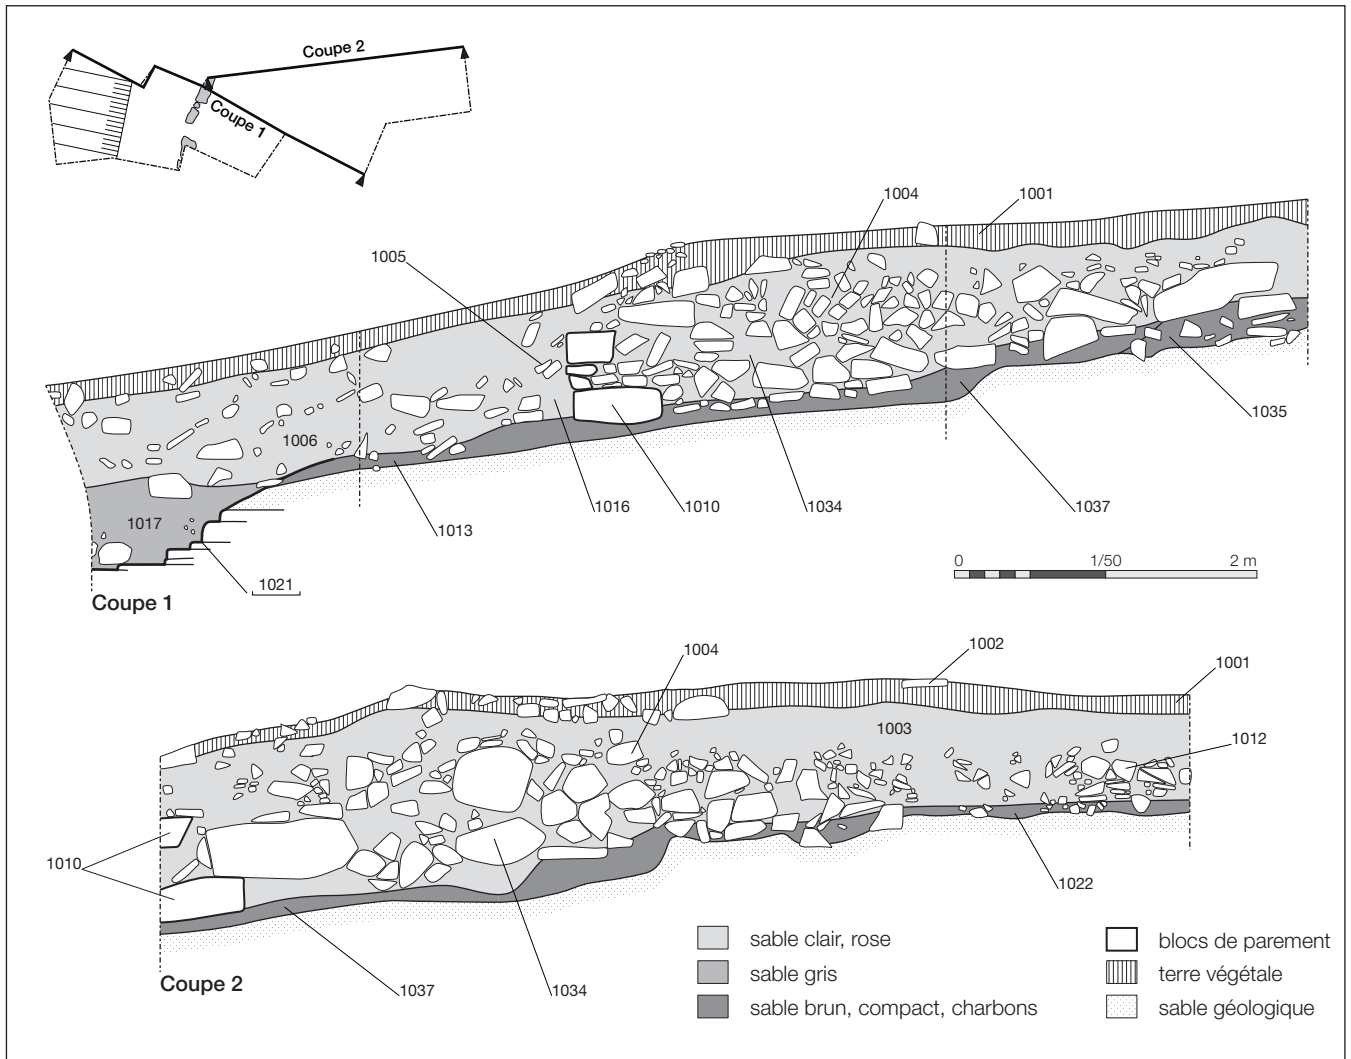 Coupe 2
Coupe 1
1004
1001
1005
1006
1035
1017
1013
1016
1010
1034
1037
1021
0 1/50 2 m
Coupe 1
1004
1002
1001
1003
1012
1010
1022
1037
1034
Coupe 2
sable clair, rose
sable gris
sable brun, compact, charbons
blocs de parement
terre végétale
sable géologique